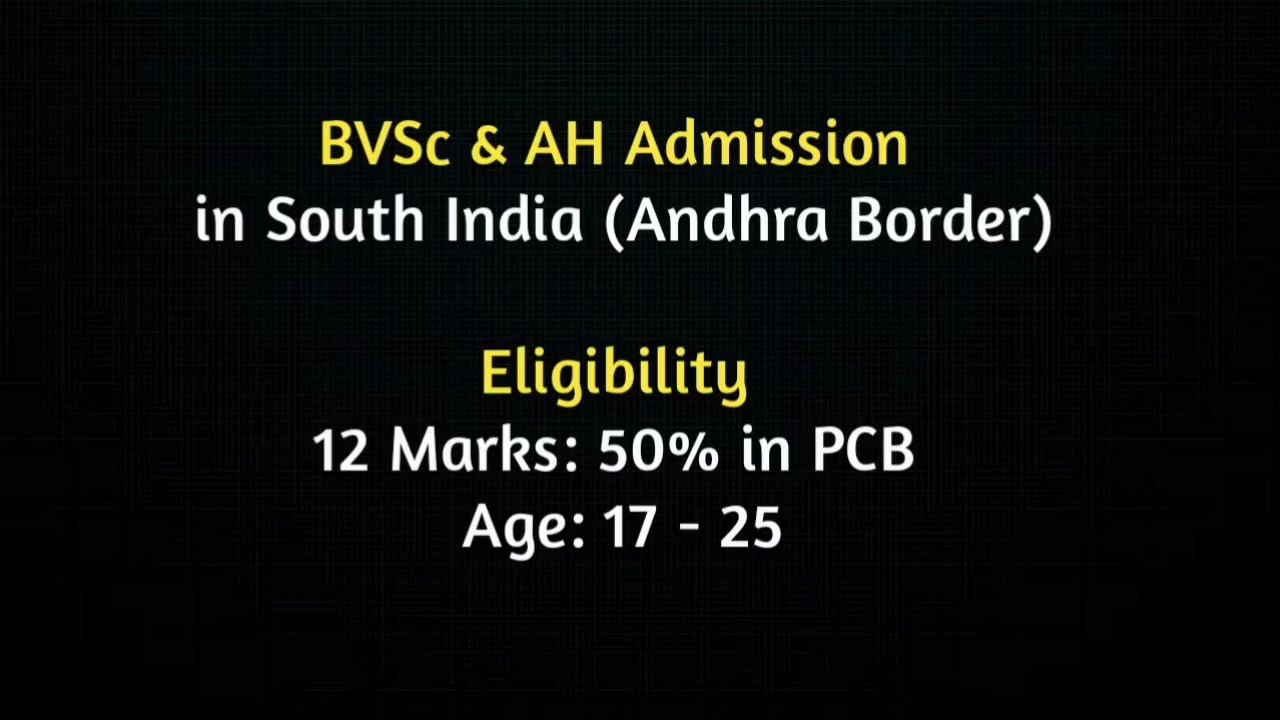 BVSc & AH Admission
in South India (Andhra Border)
Eligibility
12 Marks: 50% in PCB
Age: 17 - 25